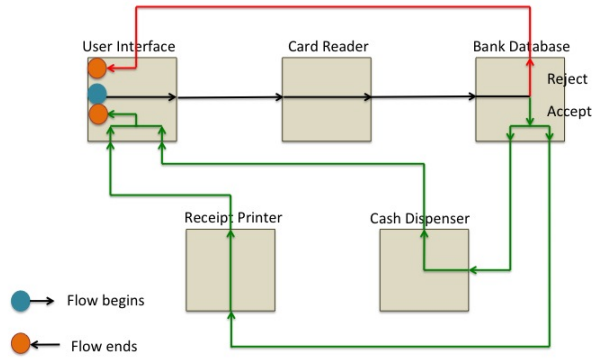 User Interface
Card Reader
Bank Database
Reject
Accept
Receipt Printer
Cash Dispenser
Flow begins
Flow ends